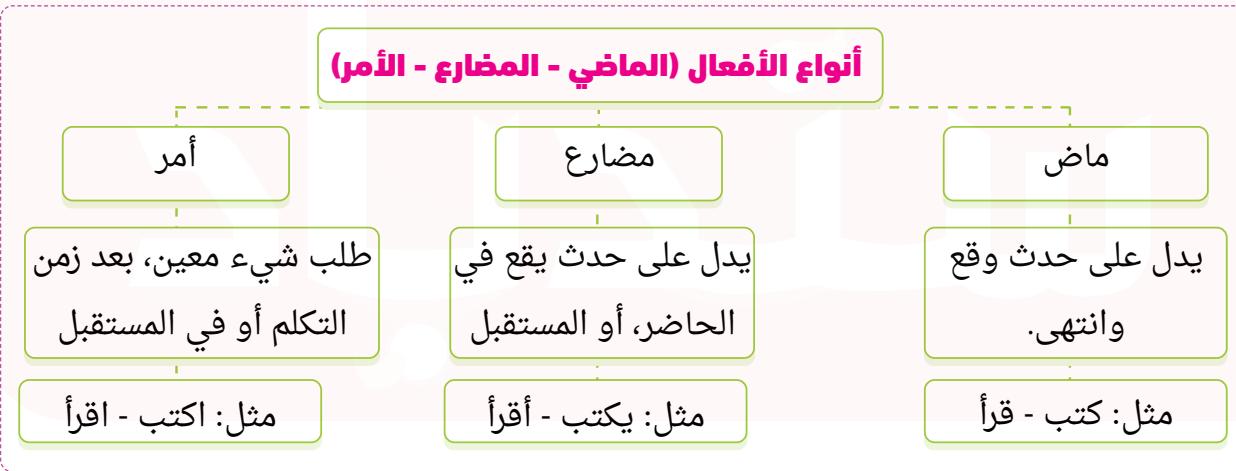 أنواع الأفعال (الماضي - المضارع - الأمر)
ماض
مضارع
أمر
يدل على حدث وقع
وانتهى.
يدل على حدث يقع في
الحاضر، أو المستقبل
طلب شيء معين، بعد زمن
التكلم أو في المستقبل
مثل: كتب - قرأ
مثل: يكتب - أقرأ
مثل: اكتب - اقرأ